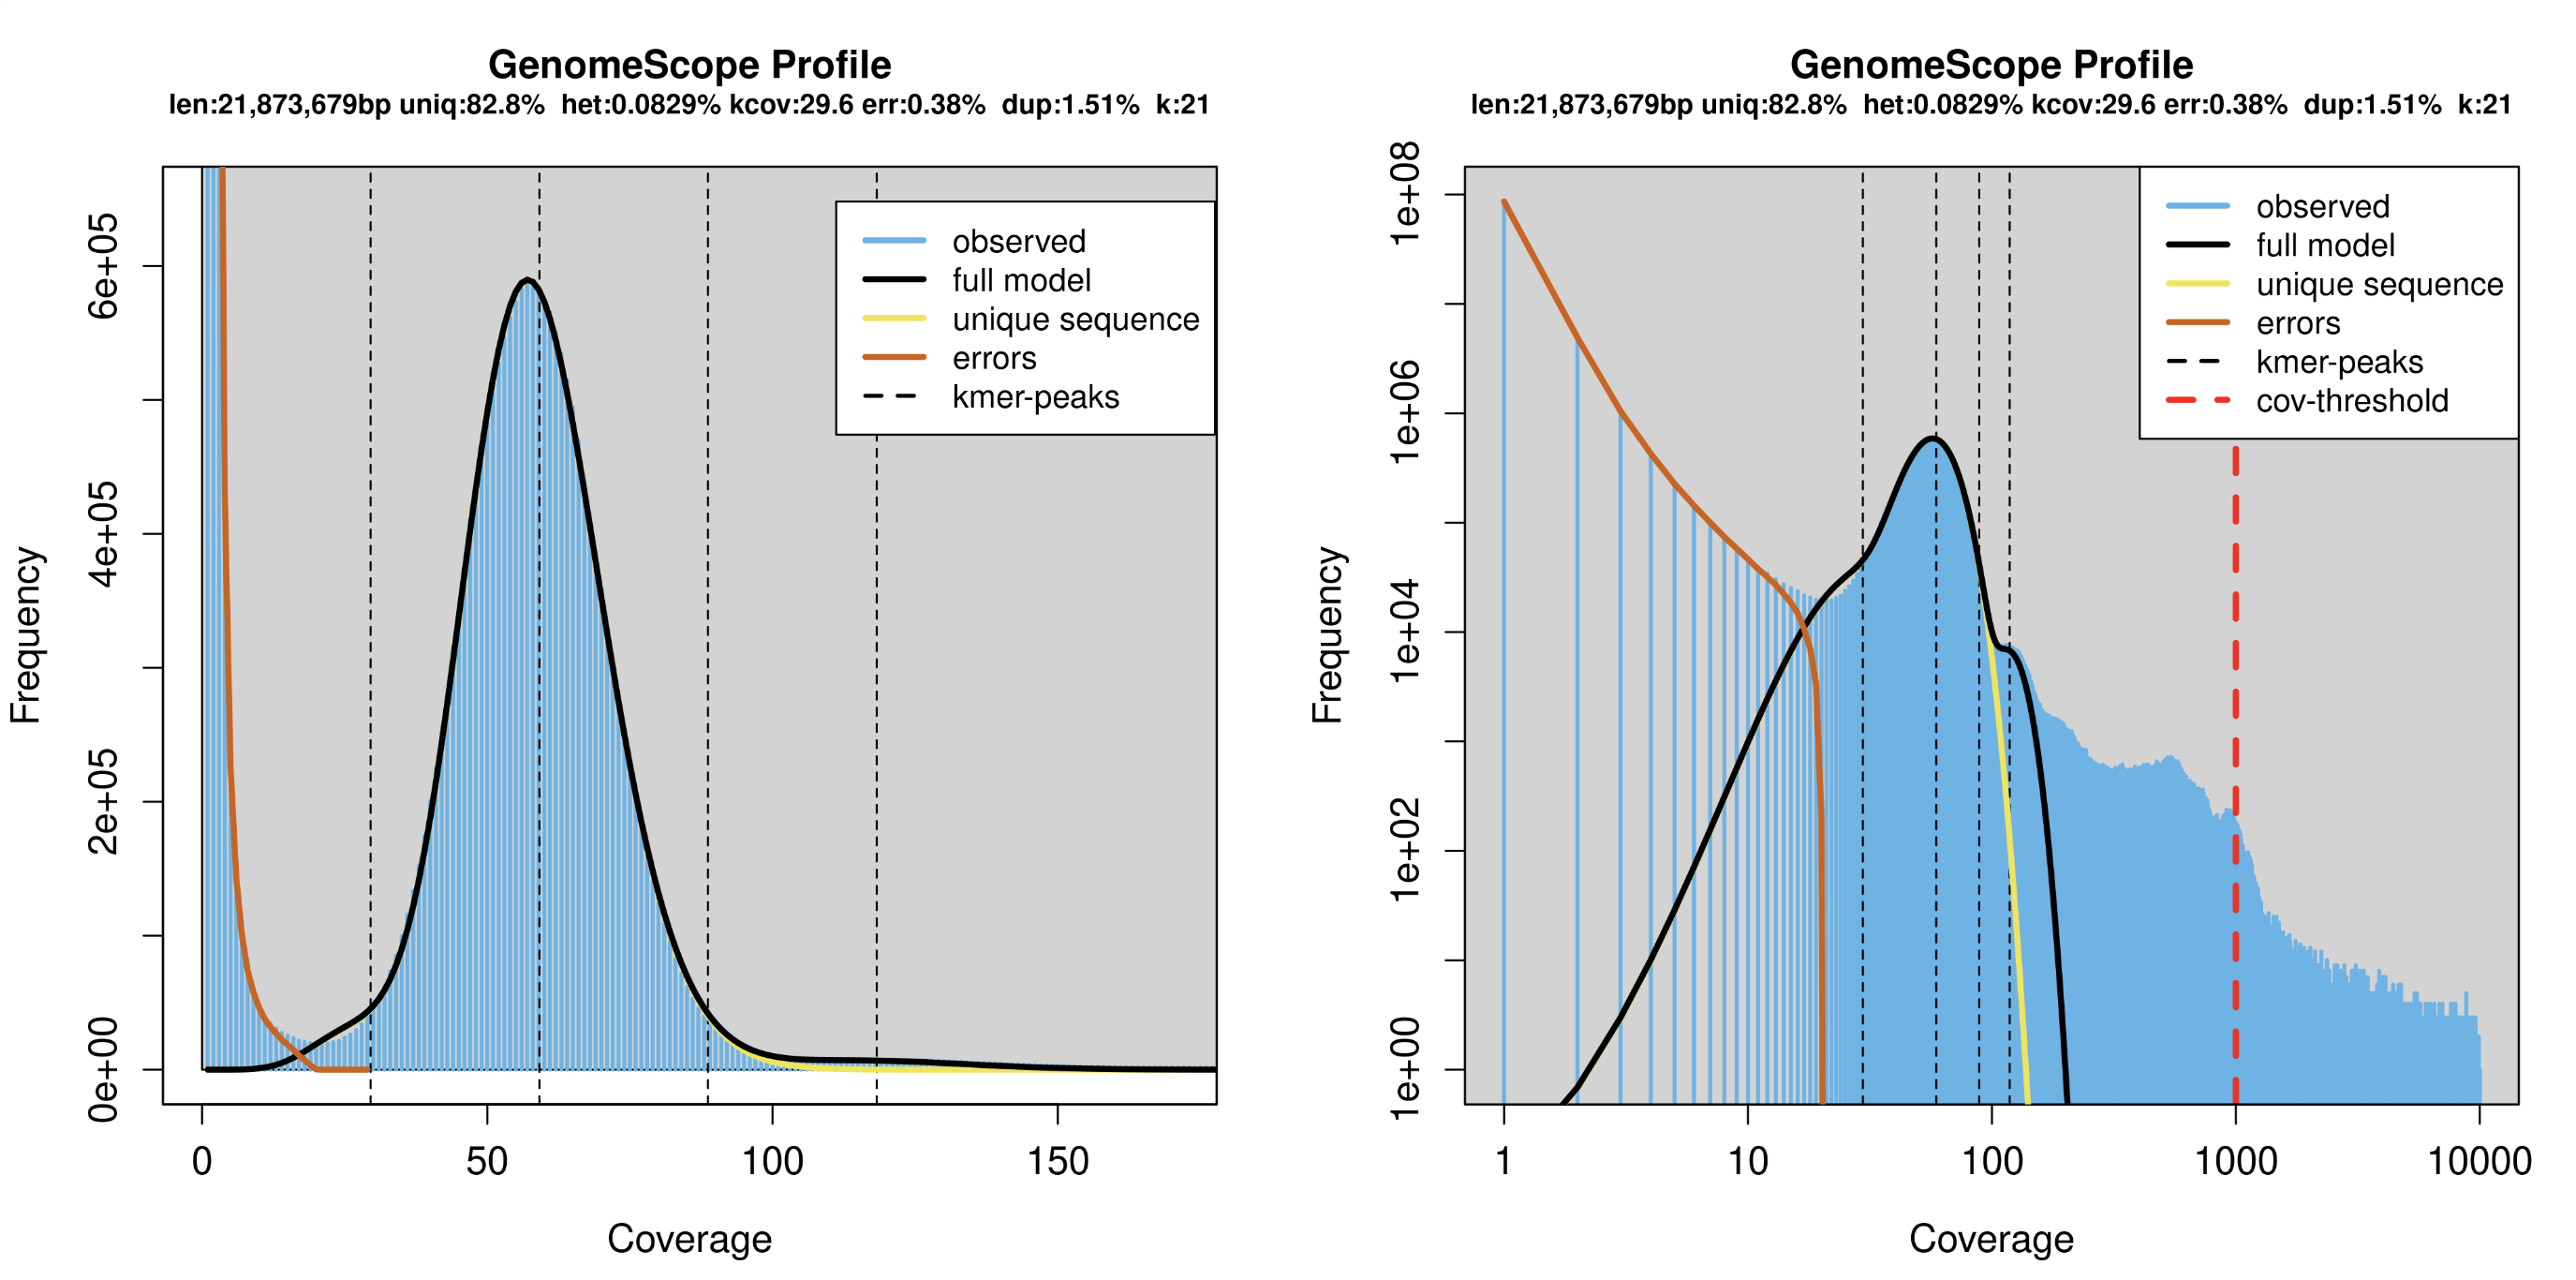 GenomeScope Profile
len:21,873,679bp uniq:82.8% het:0.0829% kcov:29.6 err:0.38% dup:1.51% k:21
Frequency
6e+05
4e+05
2e+05
0e+00
observed
full model
unique sequence
errors
kmer-peaks
0 50 100 150
Coverage
GenomeScope Profile
len:21,873,679bp uniq:82.8% het:0.0829% kcov:29.6 err:0.38% dup:1.51% k:21
Frequency
1e+08
1e+06
1e+04
1e+02
1e+00
observed
full model
unique sequence
errors
kmer-peaks
cov-threshold
1 10 100 1000 10000
Coverage